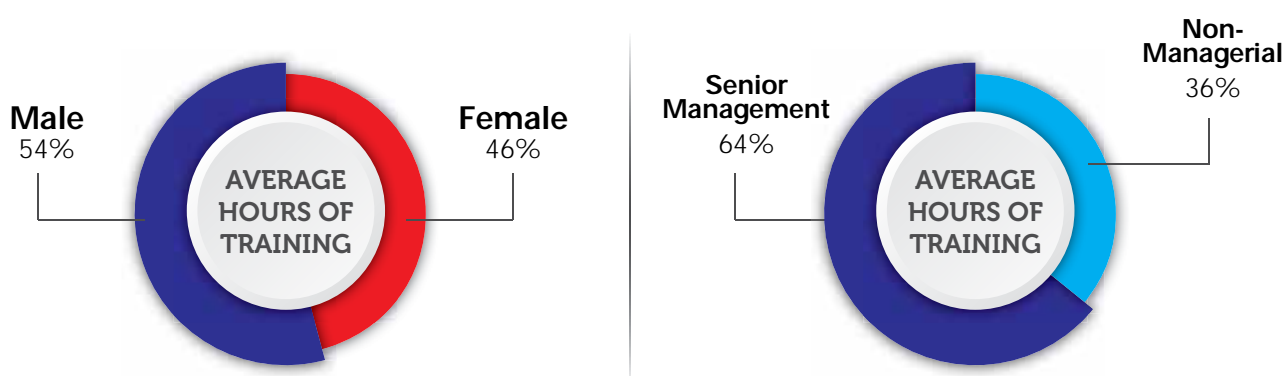 Male
54%
AVERAGE
HOURS OF
TRAINING
Female
46%
Senior
Management
64%
AVERAGE
HOURS OF
TRAINING
Non-
Managerial
36%